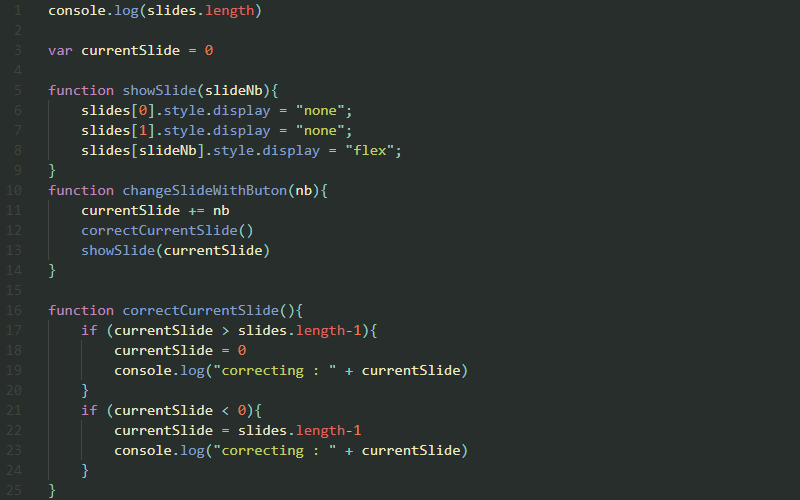 1 console.log(slides.length)
2
3 var currentSlide = 0
4
5 function showSlide(slideNb){
6 slides[0].style.display = "none";
7 slides[1].style.display = "none";
8 slides[slideNb].style.display = "flex";
9 }
10 function changeSlideWithButon(nb){
11 currentSlide += nb
12 correctCurrentSlide()
13 showSlide(currentSlide)
14 }
15
16 function correctCurrentSlide(){
17 if (currentSlide > slides.length-1){
18 currentSlide = 0
19 console.log("correcting : " + currentSlide)
20 }
21 if (currentSlide < 0){
22 currentSlide = slides.length-1
23 console.log("correcting : " + currentSlide)
24 }
25 }